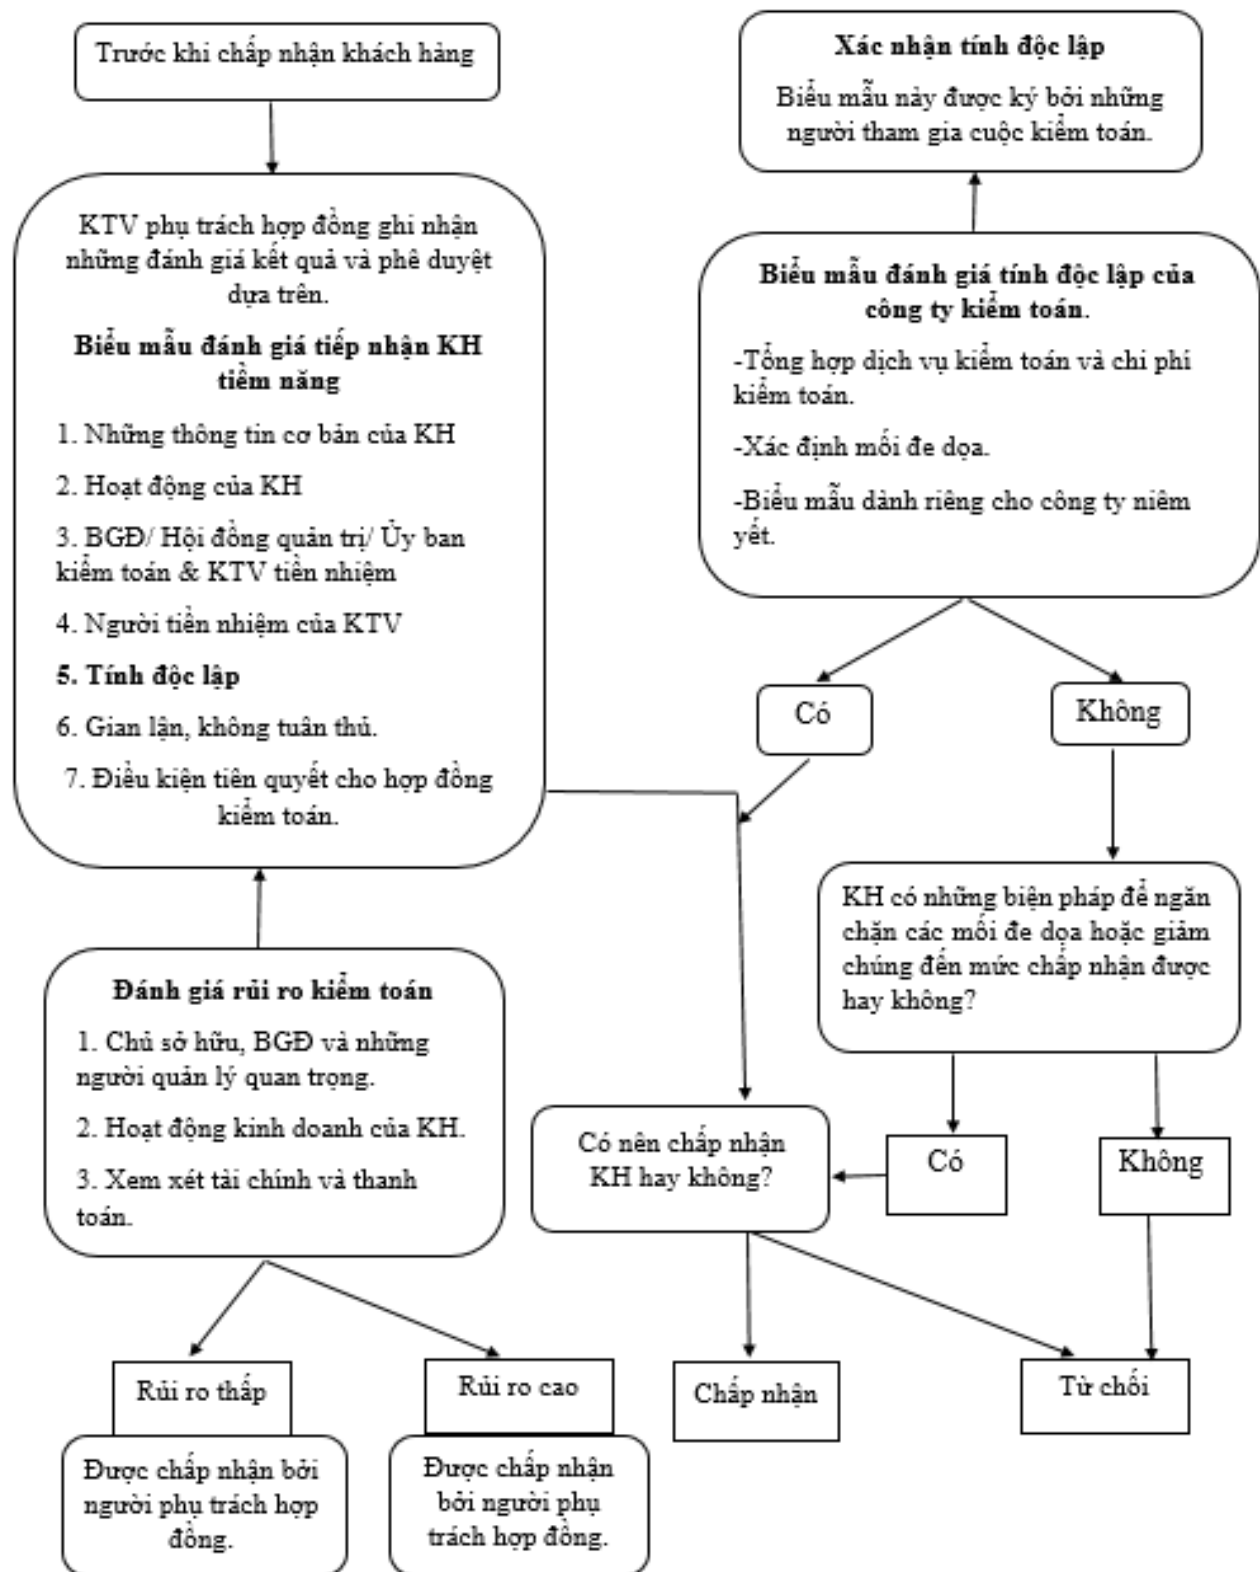 Trước khi chấp nhận khách hàng
KTV phụ trách hợp đồng ghi nhận
những đánh giá kết quả và phê duyệt
dựa trên.
Biểu mẫu đánh giá tiếp nhận KH
tiềm năng
1. Những thông tin cơ bản của KH
2. Hoạt động của KH
3. BGĐ/ Hội đồng quản trị/ Ủy ban
kiểm toán & KTV tiền nhiệm
4. Người tiền nhiệm của KTV
5. Tính độc lập
6. Gian lận, không tuân thủ.
7. Điều kiện tiên quyết cho hợp đồng
kiểm toán.
Đánh giá rủi ro kiểm toán
1. Chủ sở hữu, BGĐ và những
người quản lý quan trọng.
2. Hoạt động kinh doanh của KH.
3. Xem xét tài chính và thanh
toán.
Rủi ro thấp
Được chấp nhận bởi
người phụ trách hợp
đồng.
Rủi ro cao
Được chấp nhận
bởi người phụ
trách hợp đồng.
Xác nhận tính độc lập
Biểu mẫu này được ký bởi những
người tham gia cuộc kiểm toán.
Biểu mẫu đánh giá tính độc lập của
công ty kiểm toán.
-Tổng hợp dịch vụ kiểm toán và chi phí
kiểm toán.
-Xác định mối đe dọa.
-Biểu mẫu dành riêng cho công ty niêm
yết.
Có
Không
KH có những biện pháp để ngăn
chặn các mối đe dọa hoặc giảm
chúng đến mức chấp nhận được
hay không?
Có nên chấp nhận
KH hay không?
Có
Không
Chấp nhận
Từ chối